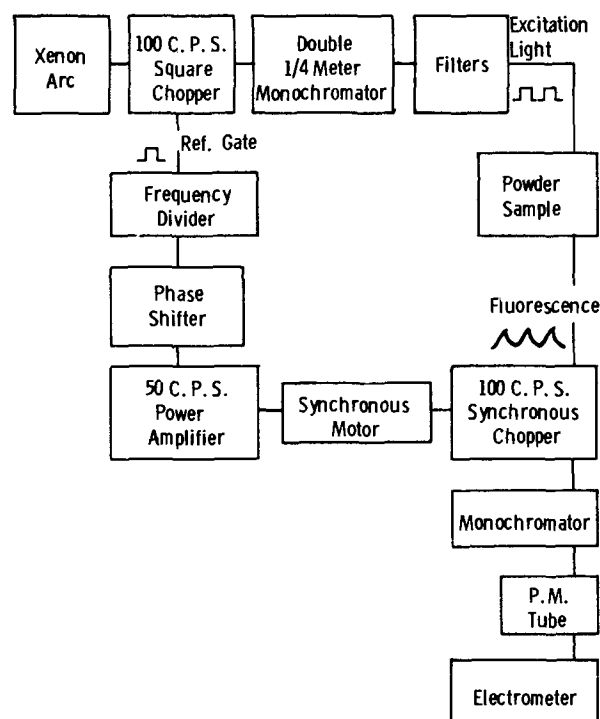 Xenon
Arc
100 C. P. S.
Square
Chopper
Double
1/4 Meter
Monochromator
Filters
Excitation
Light
Ref. Gate
Frequency
Divider
Powder
Sample
Phase
Shifter
Fluorescence
50 C. P. S.
Power
Amplifier
Synchronous
Motor
100 C. P. S.
Synchronous
Chopper
Monochromator
P. M.
Tube
Electrometer